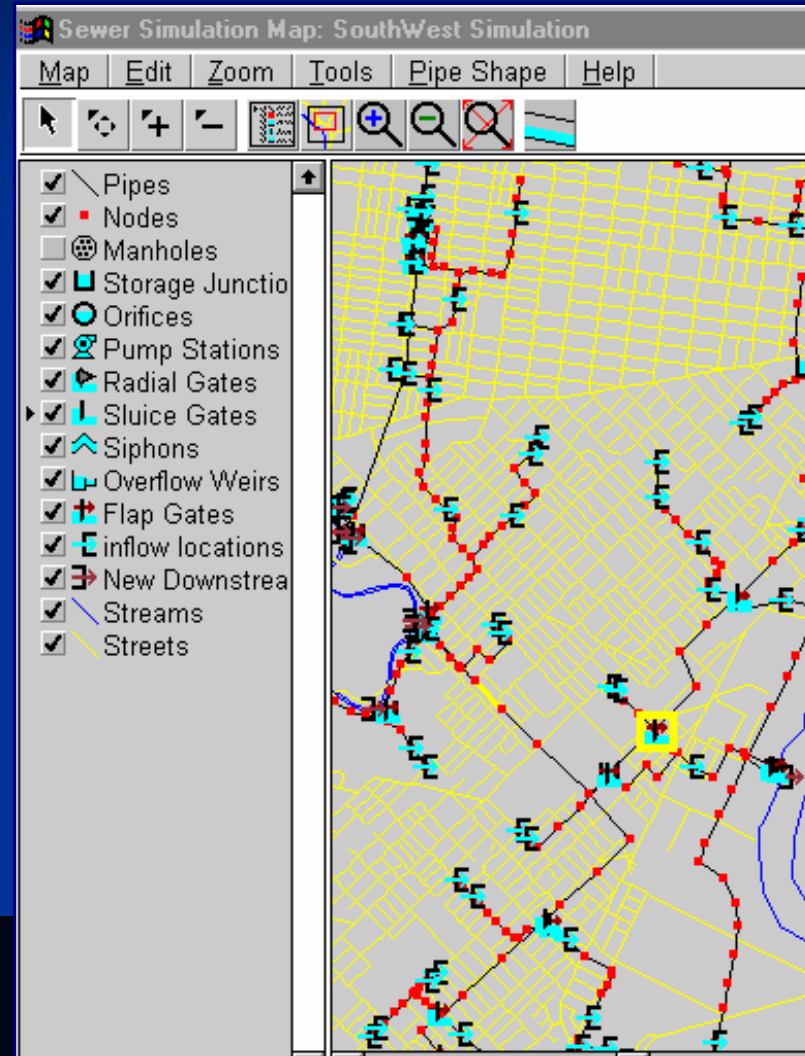 Sewer Simulation Map: SouthWest Simulation
Map Edit Zoom Tools Pipe Shape Help
Pipes
Nodes
Manholes
Storage Junctio
Orifices
Pump Stations
Radial Gates
Sluice Gates
Siphons
Overflow Weirs
Flap Gates
inflow locations
New Downstrea
Streams
Streets